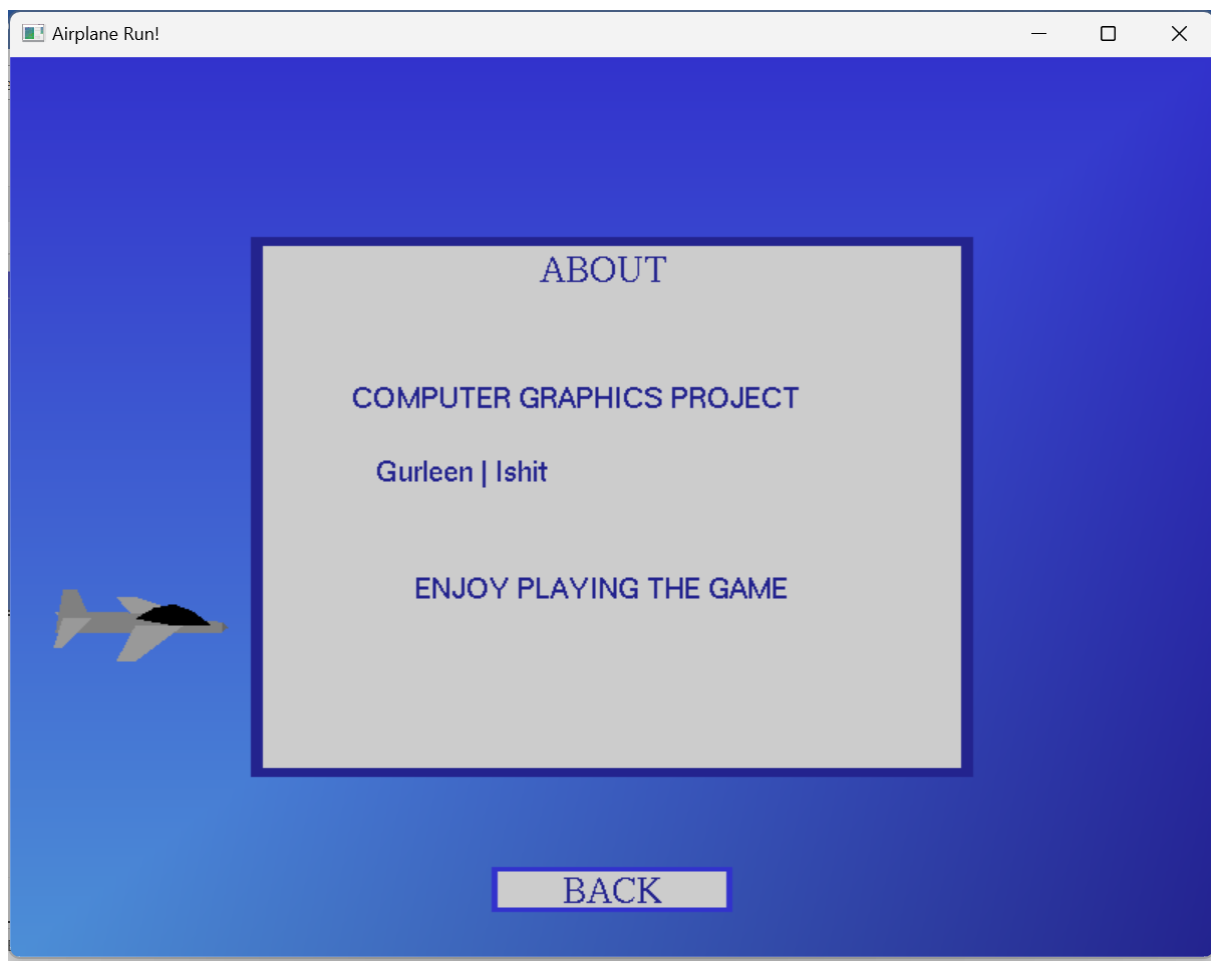 Airplane Run!
ABOUT
COMPUTER GRAPHICS PROJECT
Gurleen | Ishit
ENJOY PLAYING THE GAME
BACK